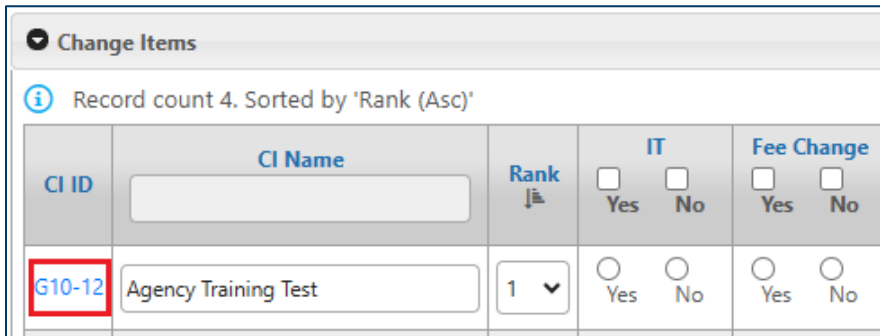 Change Items
Record count 4. Sorted by 'Rank (Asc)'
CI ID
CI Name
Rank
IT
Yes No
Fee Change
Yes No
G10-12
Agency Training Test
1
Yes No
Yes No